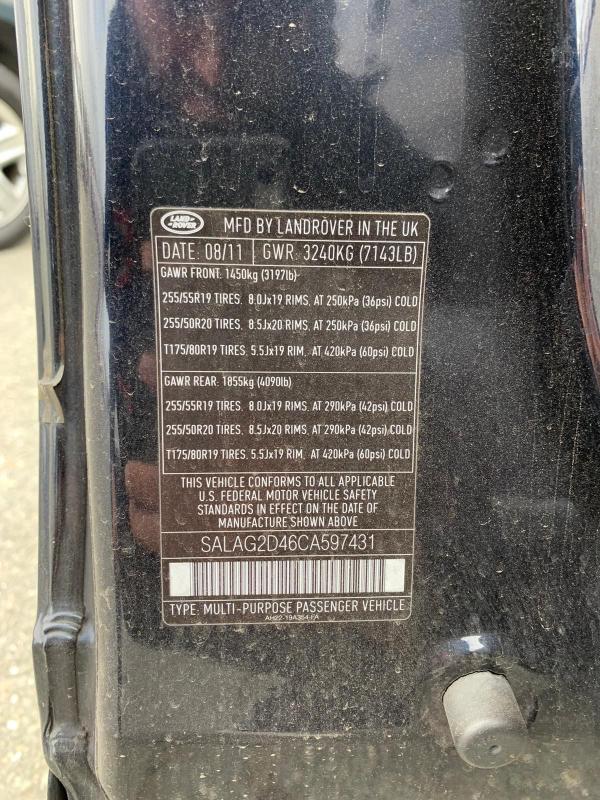 LAND ROVER
MFD BY LANDROVER IN THE UK
DATE: 08/11 GWR: 3240KG (7143LB)
GAWR FRONT: 1450kg (3197lb)
255/55R19 TIRES, 8.0Jx19 RIMS, AT 250kPa (36psi) COLD
255/50R20 TIRES, 8.5Jx20 RIMS, AT 250kPa (36psi) COLD
T175/80R19 TIRES, 5.5Jx19 RIM, AT 420kPa (60psi) COLD
GAWR REAR: 1855kg (4090lb)
255/55R19 TIRES, 8.0Jx19 RIMS, AT 290kPa (42psi) COLD
255/50R20 TIRES, 8.5Jx20 RIMS, AT 290kPa (42psi) COLD
T175/80R19 TIRES, 5.5Jx19 RIM, AT 420kPa (60psi) COLD
THIS VEHICLE CONFORMS TO ALL APPLICABLE
U.S. FEDERAL MOTOR VEHICLE SAFETY
STANDARDS IN EFFECT ON THE DATE OF
MANUFACTURE SHOWN ABOVE
SALAG2D46CA597431
TYPE: MULTI-PURPOSE PASSENGER VEHICLE
AH22-19A354-FA